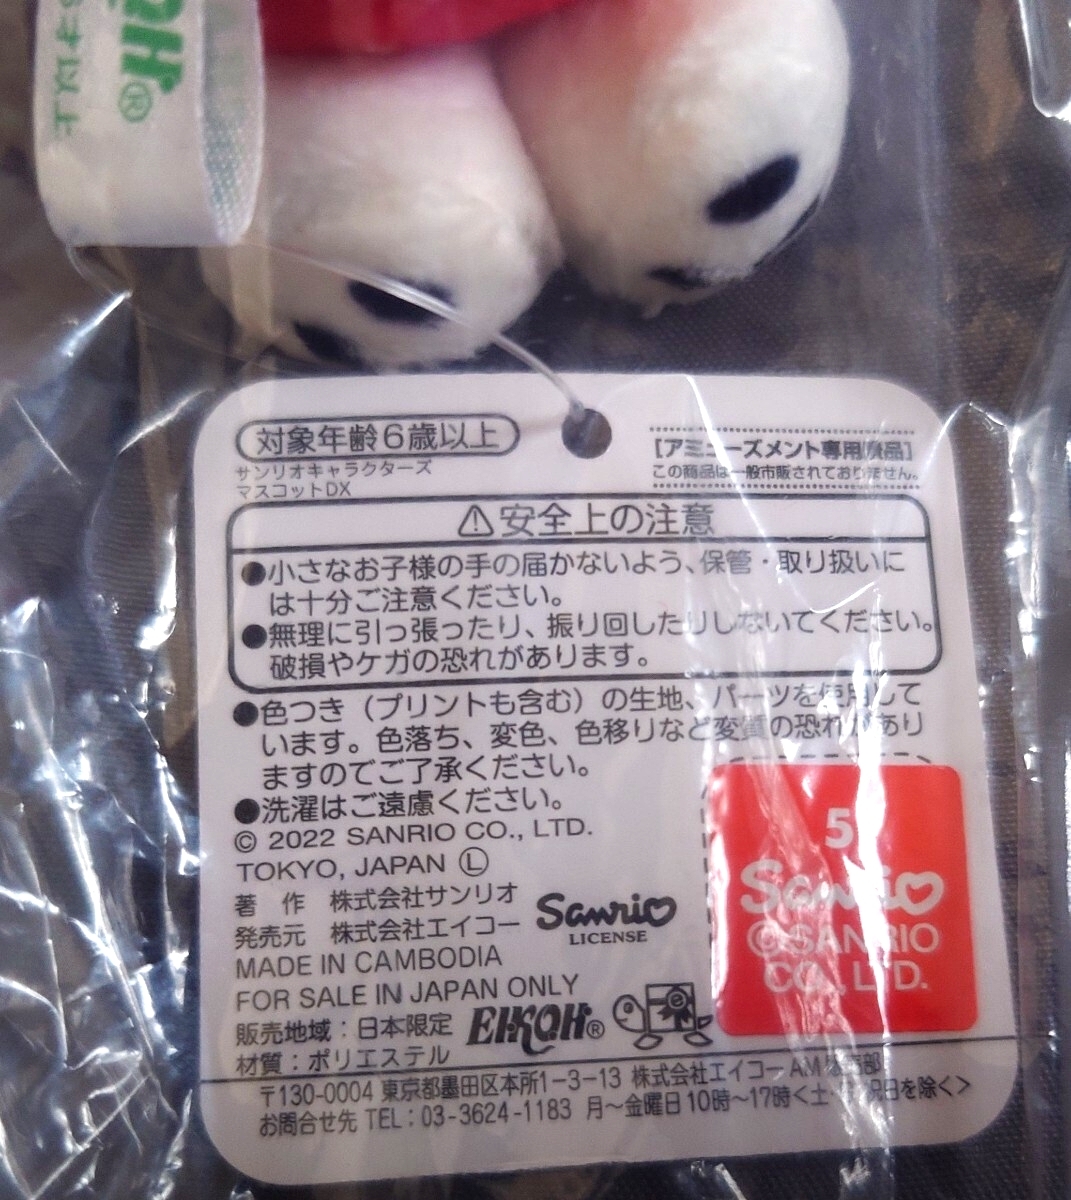 対象年齢6歳以上
サンリオキャラクターズ
マスコットDX
[アミューズメント専用景品]
この商品は一般市販されておりません。
⚠安全上の注意
●小さなお子様の手の届かないよう、保管・取り扱いに
は十分ご注意ください。
●無理に引っ張ったり、振り回したりしないでください。
破損やケガの恐れがあります。
●色つき（プリントも含む）の生地、パーツを使用して
います。色落ち、変色、色移りなど変質の恐れがあり
ますのでご了承ください。
●洗濯はご遠慮ください。
© 2022 SANRIO CO., LTD.
TOKYO, JAPAN Ⓛ
著 作 株式会社サンリオ
発売元 株式会社エイコー
Sanrio
LICENSE
MADE IN CAMBODIA
FOR SALE IN JAPAN ONLY
販売地域：日本限定
EIKOH®
材質：ポリエステル
5
Sanrio
©SANRIO
CO., LTD.
〒130-0004 東京都墨田区本所1-3-13 株式会社エイコーAM販売部
お問合せ先 TEL：03-3624-1183 月〜金曜日10時〜17時<土・日・祝日を除く>